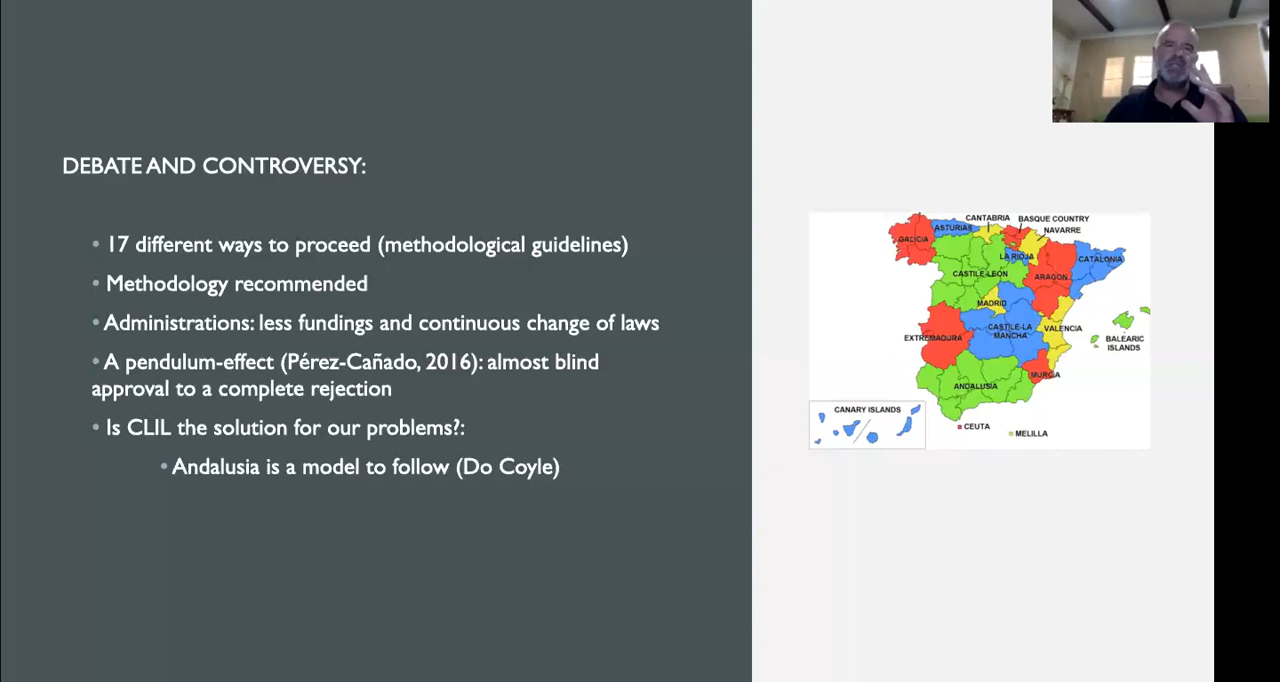 DEBATE AND CONTROVERSY:
• 17 different ways to proceed (methodological guidelines)
• Methodology recommended
• Administrations: less fundings and continuous change of laws
• A pendulum-effect (Pérez-Cañado, 2016): almost blind
approval to a complete rejection
• Is CLIL the solution for our problems?:
• Andalusia is a model to follow (Do Coyle)
CANTABRIA
BASQUE COUNTRY
ASTURIAS
NAVARRE
GALICIA
LA RIOJA
CATALONIA
CASTILE-LEON
ARAGON
MADRID
CASTILE-LA
MANCHA
VALENCIA
EXTREMADURA
BALEARIC
ISLANDS
MURCIA
ANDALUSIA
CANARY ISLANDS
CEUTA
MELILLA